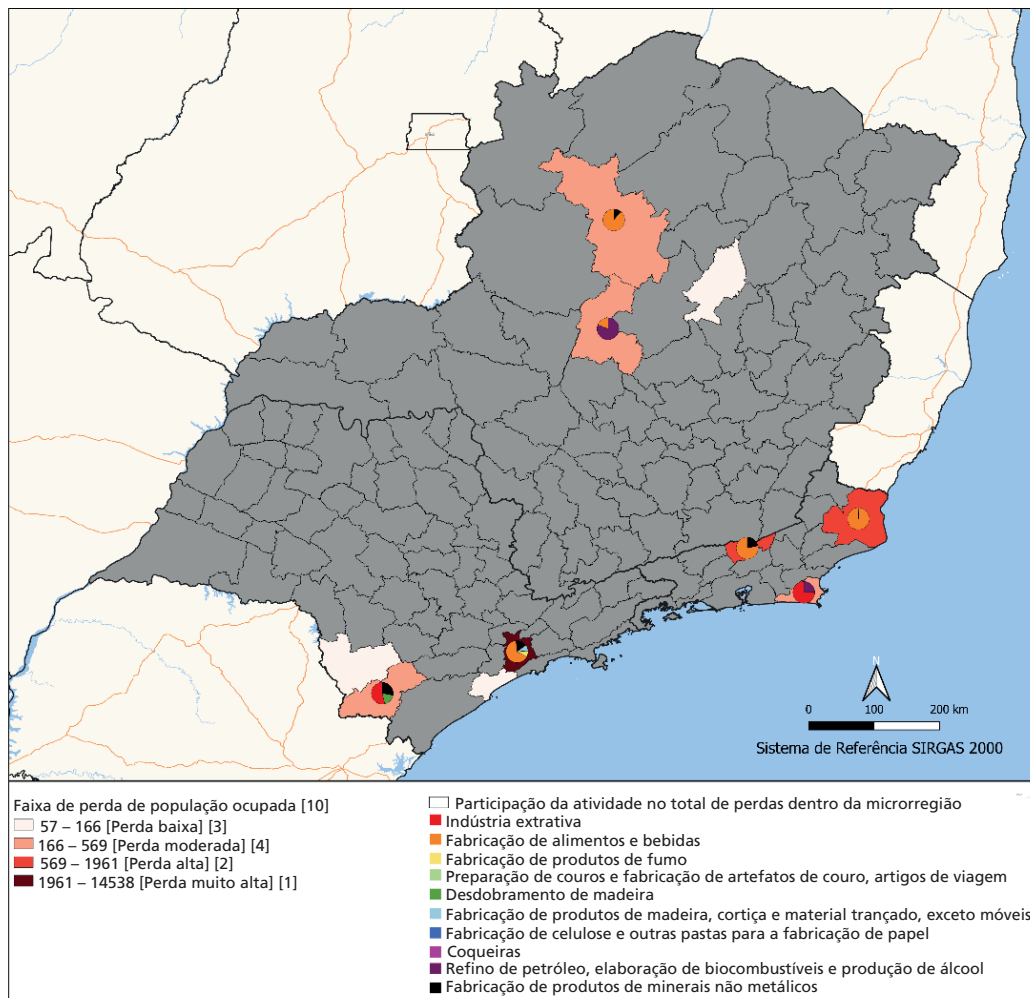 N
0 100 200 km
Sistema de Referência SIRGAS 2000
Faixa de perda de população ocupada [10]
57 – 166 [Perda baixa] [3]
166 – 569 [Perda moderada] [4]
569 – 1961 [Perda alta] [2]
1961 – 14538 [Perda muito alta] [1]
Participação da atividade no total de perdas dentro da microrregião
Indústria extrativa
Fabricação de alimentos e bebidas
Fabricação de produtos de fumo
Preparação de couros e fabricação de artefatos de couro, artigos de viagem
Desdobramento de madeira
Fabricação de produtos de madeira, cortiça e material trançado, exceto móveis
Fabricação de celulose e outras pastas para a fabricação de papel
Coqueiras
Refino de petróleo, elaboração de biocombustíveis e produção de álcool
Fabricação de produtos de minerais não metálicos